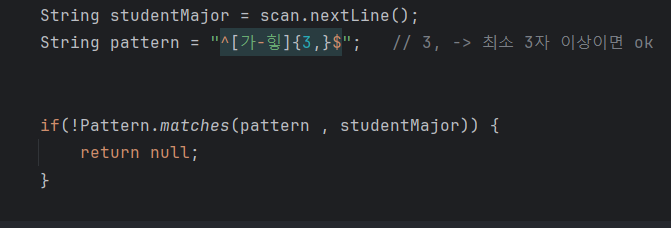 String studentMajor = scan.nextLine();
String pattern = "^[가-힣]{3,}$";   // 3, -> 최소 3자 이상이면 ok
if(!Pattern.matches(pattern , studentMajor)) {
return null;
}